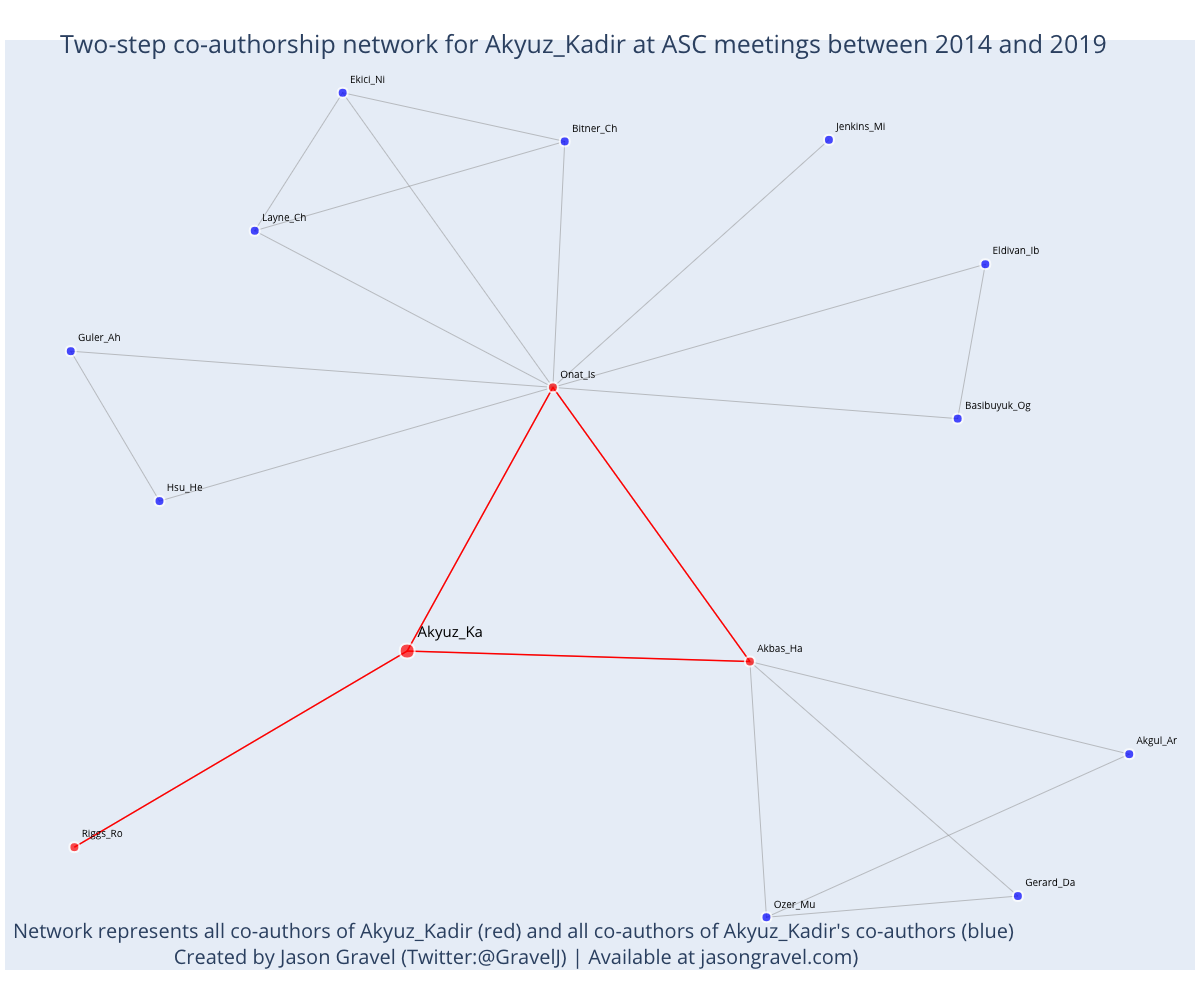 Two-step co-authorship network for Akyuz_Kadir at ASC meetings between 2014 and 2019
Ekici_Ni
Bitner_Ch
Jenkins_Mi
Layne_Ch
Eldivan_Ib
Guler_Ah
Onat_Is
Basibuyuk_Og
Hsu_He
Akyuz_Ka
Akbas_Ha
Akgul_Ar
Riggs_Ro
Gerard_Da
Ozer_Mu
Network represents all co-authors of Akyuz_Kadir (red) and all co-authors of Akyuz_Kadir's co-authors (blue)
Created by Jason Gravel (Twitter:@GravelJ) | Available at jasongravel.com)